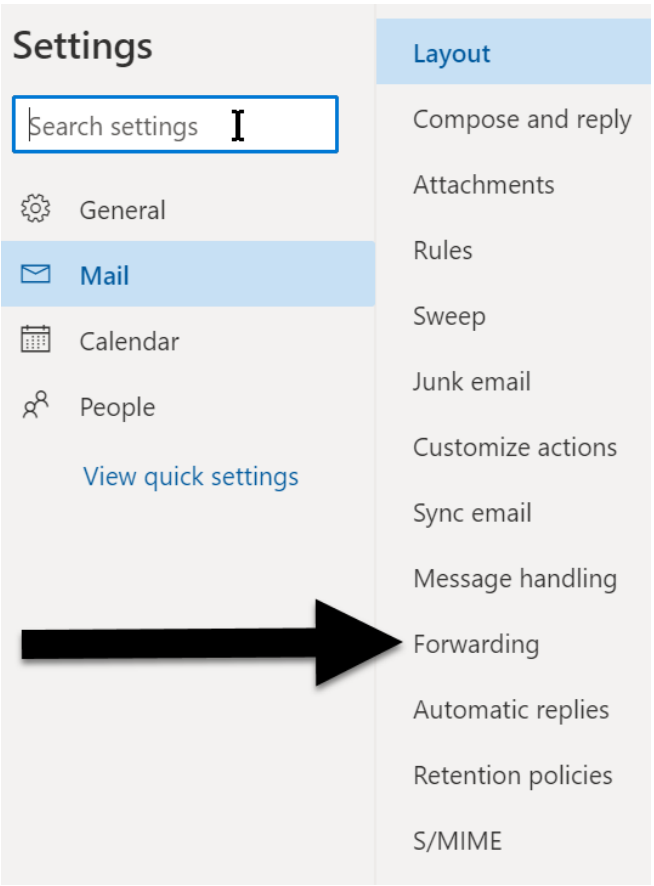 Settings
Search settings
General
Mail
Calendar
People
View quick settings
Layout
Compose and reply
Attachments
Rules
Sweep
Junk email
Customize actions
Sync email
Message handling
Forwarding
Automatic replies
Retention policies
S/MIME